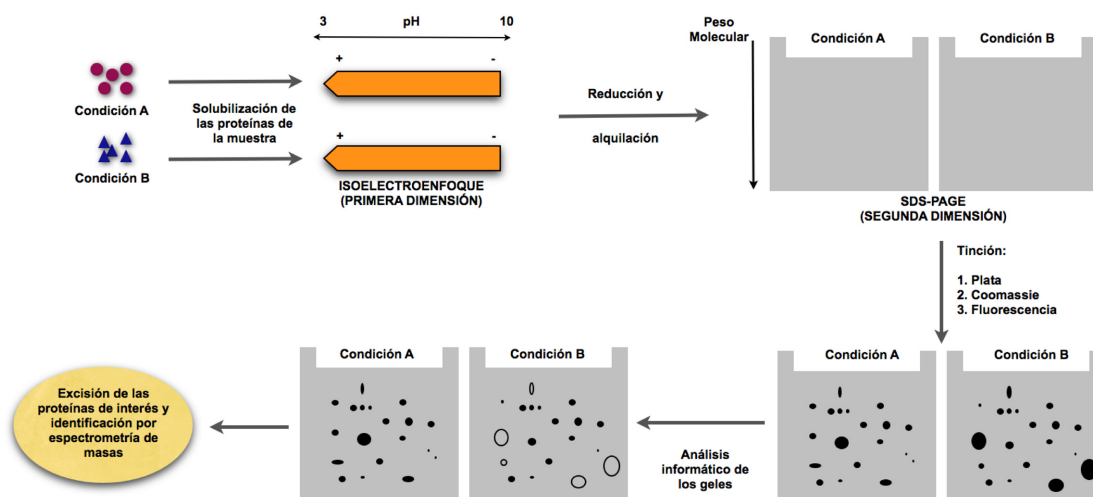 3 pH 10
+ -
Condición A
Solubilización de
las proteínas de
la muestra
+ -
Condición B
ISOELECTROENFOQUE
(PRIMERA DIMENSIÓN)
Reducción y
alquilación
Peso
Molecular
Condición A
Condición B
SDS-PAGE
(SEGUNDA DIMENSIÓN)
Tinción:
1. Plata
2. Coomassie
3. Fluorescencia
Condición A
Condición B
Análisis
informático de
los geles
Condición A
Condición B
Excisión de las
proteínas de interés y
identificación por
espectrometría de
masas